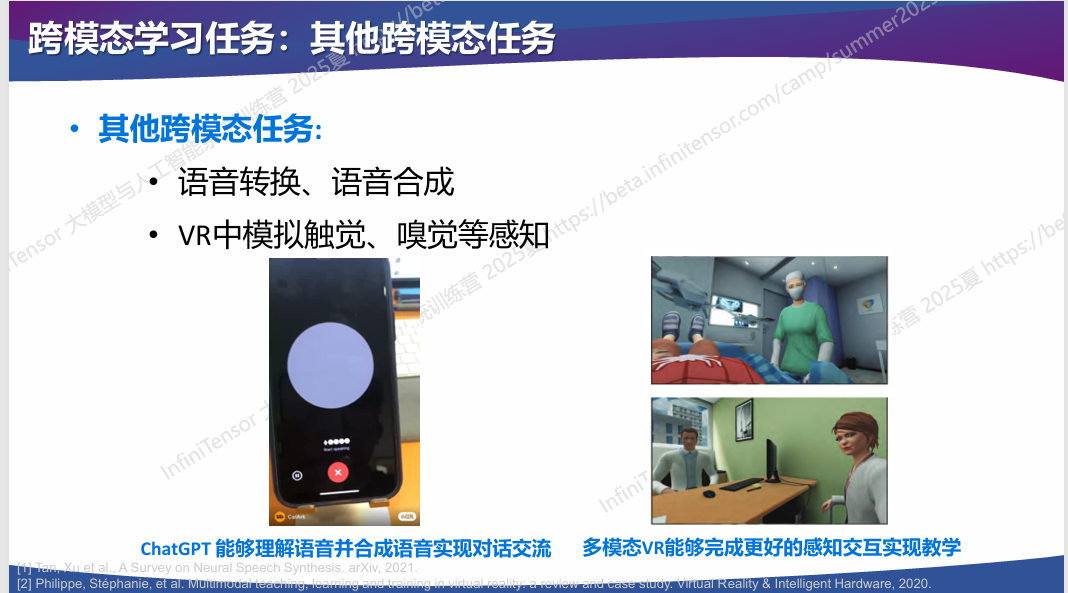 跨模态学习任务：其他跨模态任务
• 其他跨模态任务:
• 语音转换、语音合成
• VR中模拟触觉、嗅觉等感知
Start speaking
ChatGPT 能够理解语音并合成语音实现对话交流
多模态VR能够完成更好的感知交互实现教学
[1] Tan, Xu et al., A Survey on Neural Speech Synthesis. arXiv, 2021.
[2] Philippe, Stéphanie, et al. Multimodal teaching, learning and training in virtual reality: a review and case study. Virtual Reality & Intelligent Hardware, 2020.
InfiniTensor 大模型与人工智能系统训练营 2025夏 https://beta.infinitensor.com/camp/summer2025